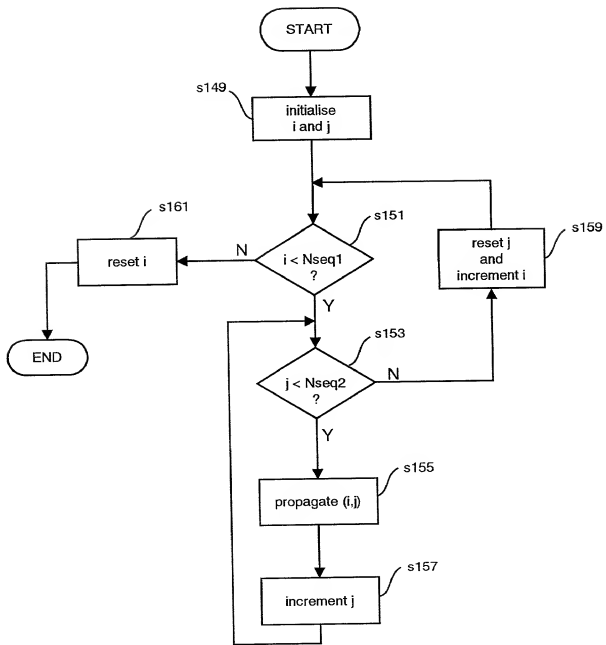 START
s149
initialise
i and j
s161
s151
s159
reset i
N
i < Nseq1
?
reset j
and
increment i
Y
END
s153
j < Nseq2
?
N
Y
s155
propagate (i,j)
s157
increment j